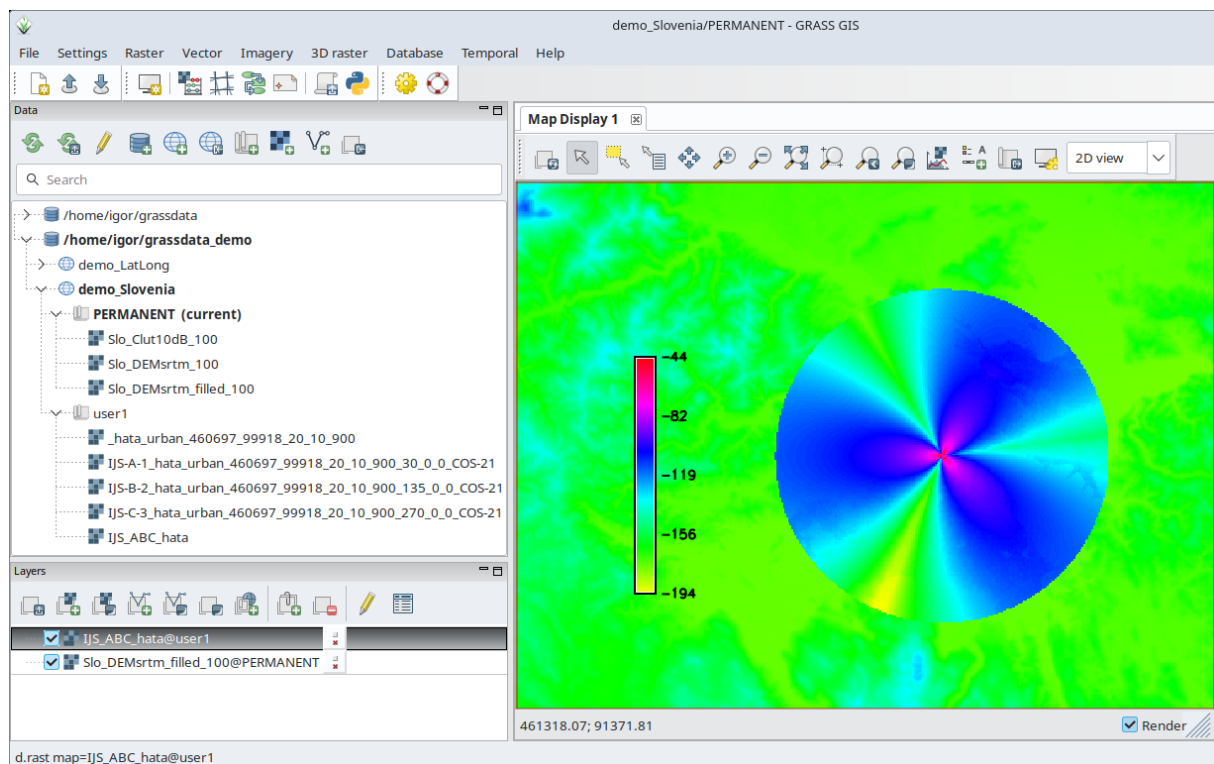 demo_Slovenia/PERMANENT - GRASS GIS
File Settings Raster Vector Imagery 3D raster Database Temporal Help
Data
Search
/home/igor/grassdata
/home/igor/grassdata_demo
demo_LatLong
demo_Slovenia
PERMANENT (current)
Slo_Clut10dB_100
Slo_DEMsrtm_100
Slo_DEMsrtm_filled_100
user1
_hata_urban_460697_99918_20_10_900
IJS-A-1_hata_urban_460697_99918_20_10_900_30_0_0_COS-21
IJS-B-2_hata_urban_460697_99918_20_10_900_135_0_0_COS-21
IJS-C-3_hata_urban_460697_99918_20_10_900_270_0_0_COS-21
IJS_ABC_hata
Layers
IJS_ABC_hata@user1
Slo_DEMsrtm_filled_100@PERMANENT
d.rast map=IJS_ABC_hata@user1
Map Display 1
2D view
-44
-82
-119
-156
-194
461318.07; 91371.81
Render